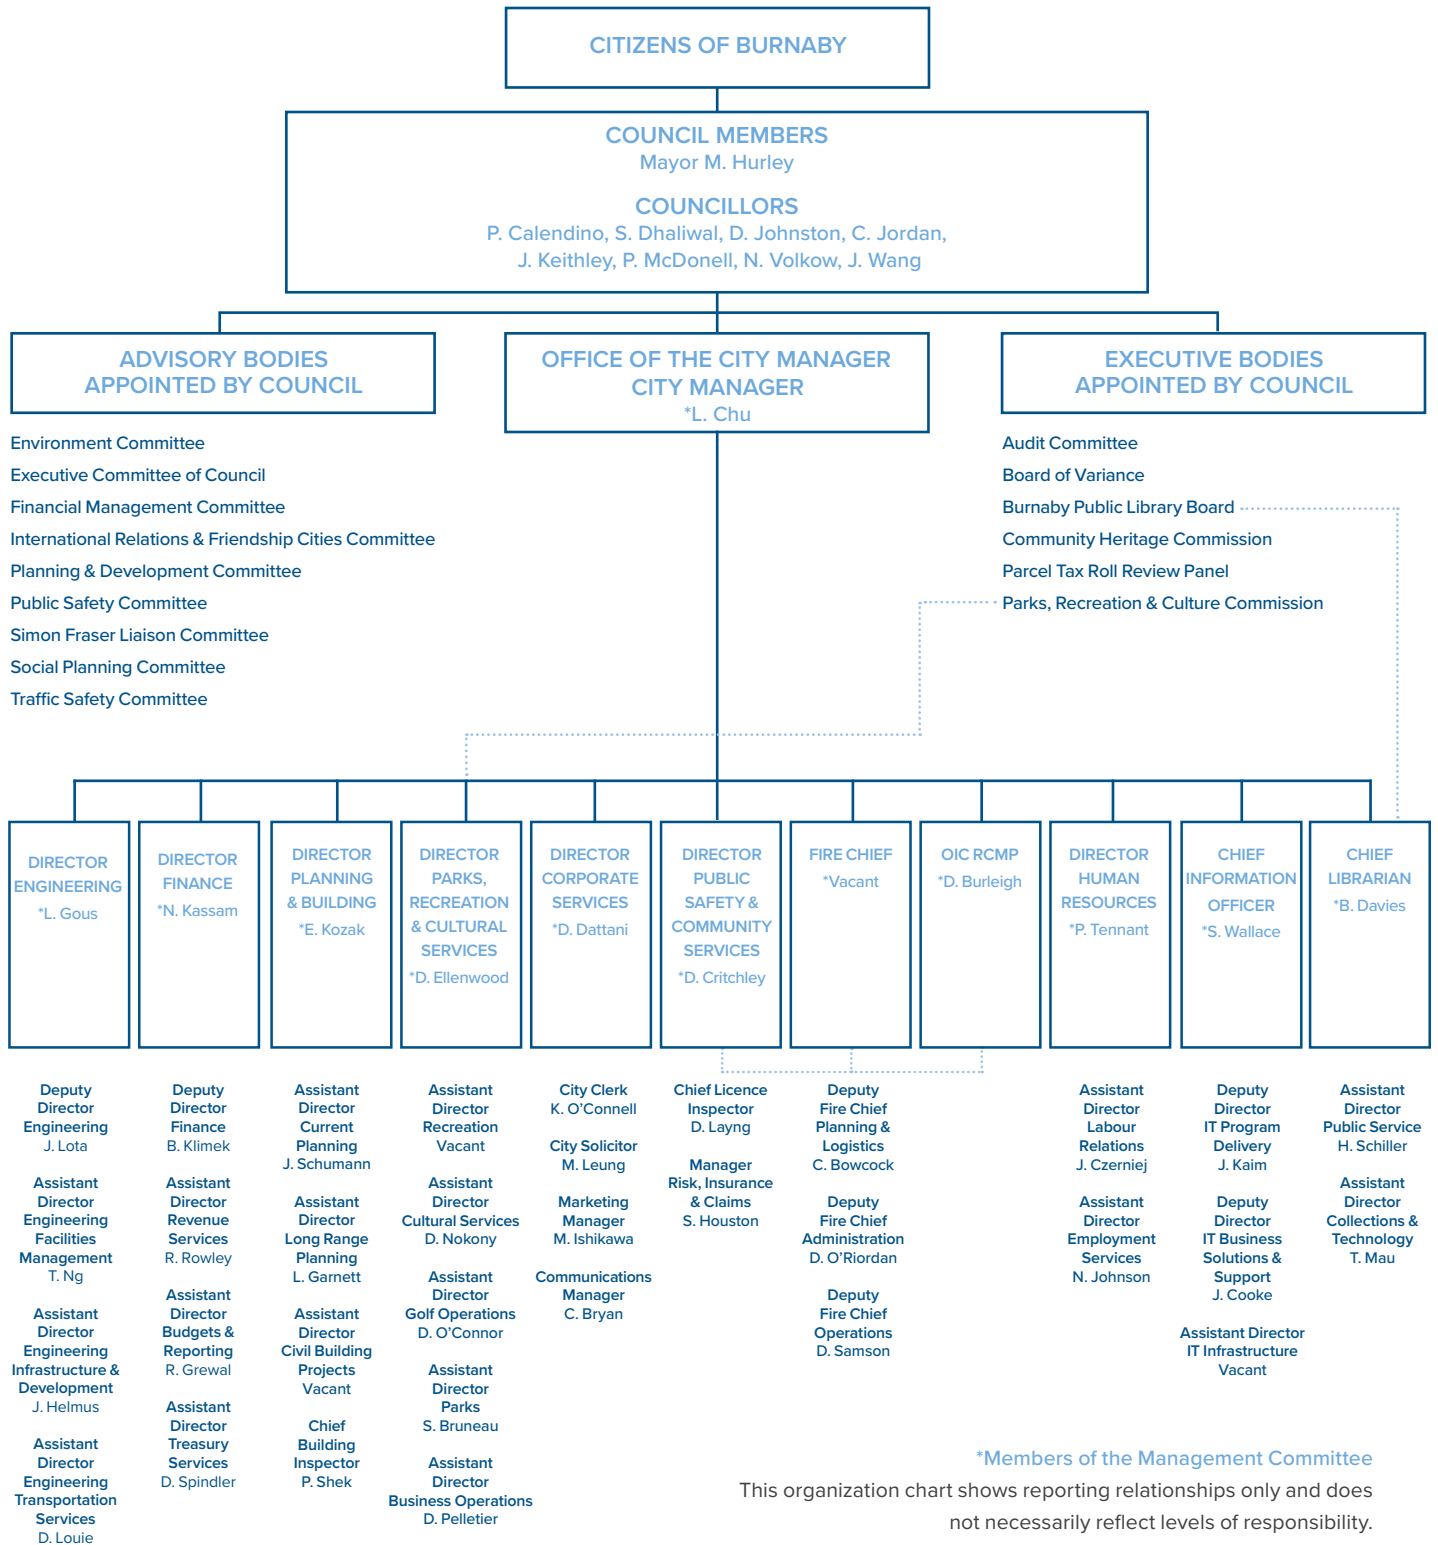 CITIZENS OF BURNABY
COUNCIL MEMBERS
Mayor M. Hurley
COUNCILLORS
P. Calendino, S. Dhaliwal, D. Johnston, C. Jordan,
J. Keithley, P. McDonell, N. Volkow, J. Wang
ADVISORY BODIES
APPOINTED BY COUNCIL
Environment Committee
Executive Committee of Council
Financial Management Committee
International Relations & Friendship Cities Committee
Planning & Development Committee
Public Safety Committee
Simon Fraser Liaison Committee
Social Planning Committee
Traffic Safety Committee
OFFICE OF THE CITY MANAGER
CITY MANAGER
*L. Chu
EXECUTIVE BODIES
APPOINTED BY COUNCIL
Audit Committee
Board of Variance
Burnaby Public Library Board
Community Heritage Commission
Parcel Tax Roll Review Panel
Parks, Recreation & Culture Commission
DIRECTOR
ENGINEERING
*L. Gous
Deputy
Director
Engineering
J. Lota
Assistant
Director
Engineering
Facilities
Management
T. Ng
Assistant
Director
Engineering
Infrastructure &
Development
J. Helmus
Assistant
Director
Engineering
Transportation
Services
D. Louie
DIRECTOR
FINANCE
*N. Kassam
Deputy
Director
Finance
B. Klimek
Assistant
Director
Revenue
Services
R. Rowley
Assistant
Director
Budgets &
Reporting
R. Grewal
Assistant
Director
Treasury
Services
D. Spindler
DIRECTOR
PLANNING
& BUILDING
*E. Kozak
Assistant
Director
Current
Planning
J. Schumann
Assistant
Director
Long Range
Planning
L. Garnett
Assistant
Director
Civil Building
Projects
Vacant
Chief
Building
Inspector
P. Shek
DIRECTOR
PARKS,
RECREATION
& CULTURAL
SERVICES
*D. Ellenwood
Assistant
Director
Recreation
Vacant
Assistant
Director
Cultural Services
D. Nokony
Assistant
Director
Golf Operations
D. O’Connor
Assistant
Director
Parks
S. Bruneau
Assistant
Director
Business Operations
D. Pelletier
DIRECTOR
CORPORATE
SERVICES
*D. Dattani
City Clerk
K. O’Connell
City Solicitor
M. Leung
Marketing
Manager
M. Ishikawa
Communications
Manager
C. Bryan
DIRECTOR
PUBLIC
SAFETY &
COMMUNITY
SERVICES
*D. Critchley
Chief Licence
Inspector
D. Layng
Manager
Risk, Insurance
& Claims
S. Houston
FIRE CHIEF
*Vacant
Deputy
Fire Chief
Planning &
Logistics
C. Bowcock
Deputy
Fire Chief
Administration
D. O’Riordan
Deputy
Fire Chief
Operations
D. Samson
OIC RCMP
*D. Burleigh
DIRECTOR
HUMAN
RESOURCES
*P. Tennant
Assistant
Director
Labour
Relations
J. Czerniej
Assistant
Director
Employment
Services
N. Johnson
CHIEF
INFORMATION
OFFICER
*S. Wallace
Deputy
Director
IT Program
Delivery
J. Kaim
Deputy
Director
IT Business
Solutions &
Support
J. Cooke
Assistant Director
IT Infrastructure
Vacant
CHIEF
LIBRARIAN
*B. Davies
Assistant
Director
Public Service
H. Schiller
Assistant
Director
Collections &
Technology
T. Mau
*Members of the Management Committee
This organization chart shows reporting relationships only and does
not necessarily reflect levels of responsibility.